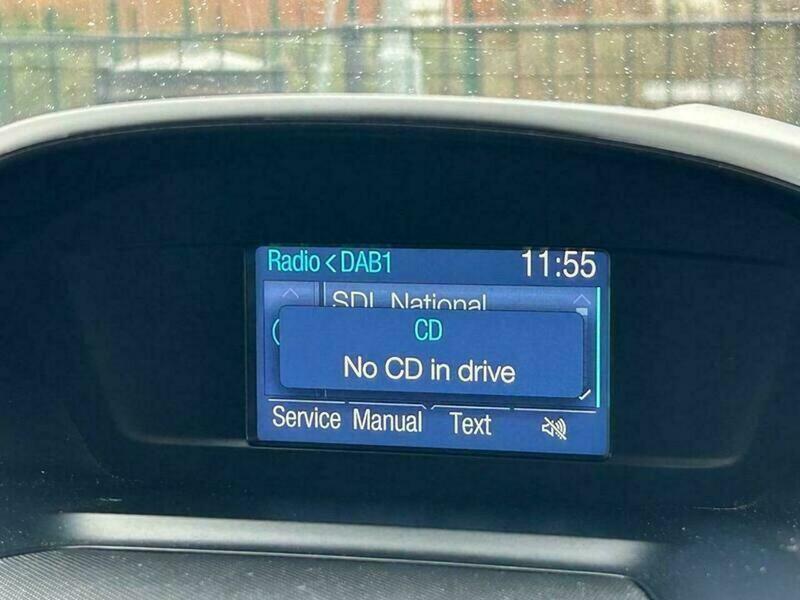 Radio < DAB1 11:55
SDL National
CD
No CD in drive
Service Manual Text